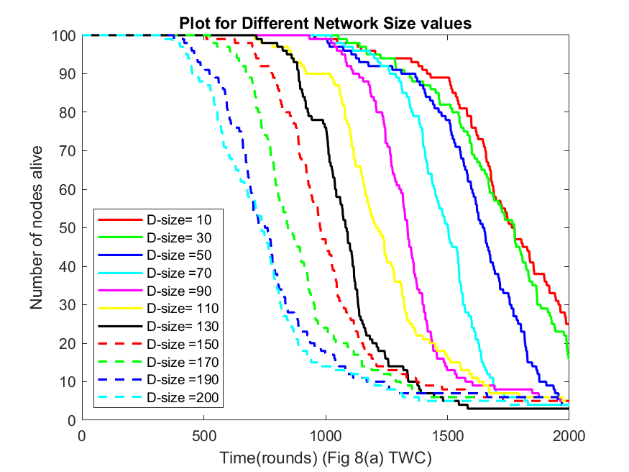 Plot for Different Network Size values
Number of nodes alive
100
90
80
70
60
50
40
30
20
10
0
D-size= 10
D-size= 30
D-size =50
D-size =70
D-size =90
D-size= 110
D-size= 130
D-size =150
D-size =170
D-size =190
D-size =200
0 500 1000 1500 2000
Time(rounds) (Fig 8(a) TWC)